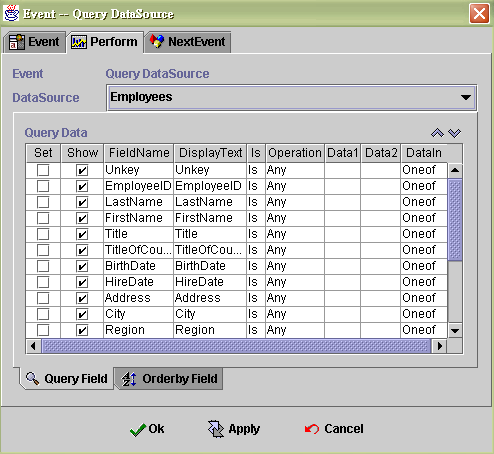 Event -- Query DataSource
Event Perform NextEvent
Event Query DataSource
DataSource Employees
Query Data
Set Show FieldName DisplayText Is Operation Data1 Data2 DataIn
Unkey Unkey Is Any Oneof
EmployeeID EmployeeID Is Any Oneof
LastName LastName Is Any Oneof
FirstName FirstName Is Any Oneof
Title Title Is Any Oneof
TitleOfCou... TitleOfCou... Is Any Oneof
BirthDate BirthDate Is Any Oneof
HireDate HireDate Is Any Oneof
Address Address Is Any Oneof
City City Is Any Oneof
Region Region Is Any Oneof
Query Field Orderby Field
Ok Apply Cancel